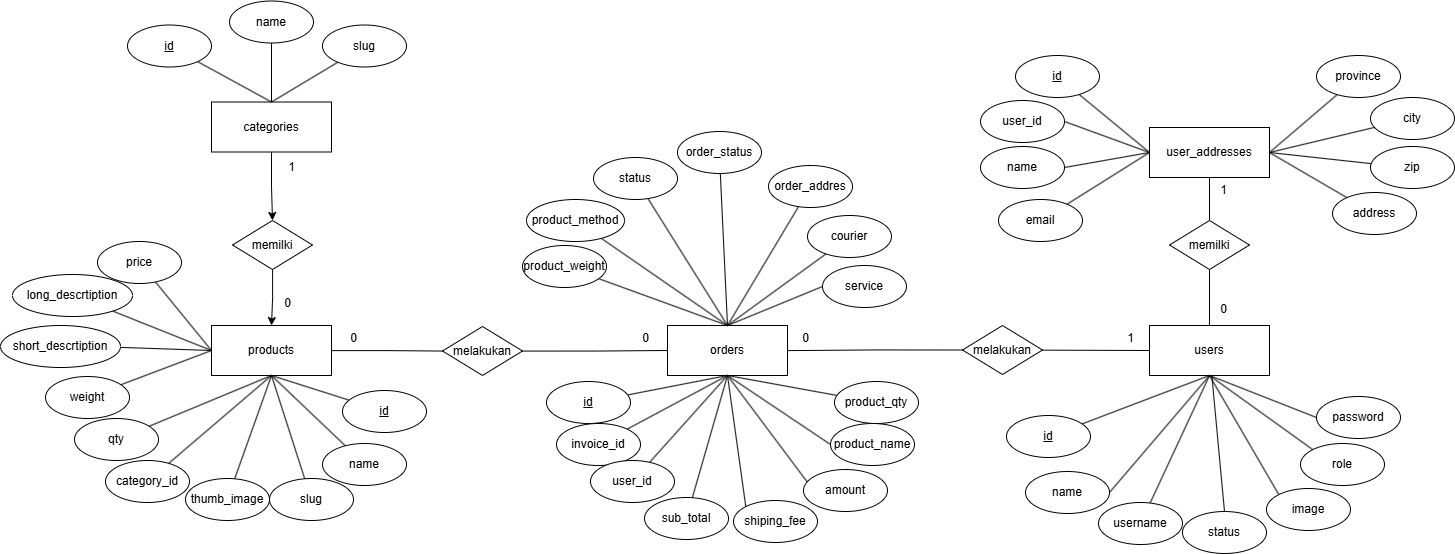 name
id
slug
categories
1
memilki
0
price
long_descrtiption
short_descrtiption
weight
qty
category_id
thumb_image
slug
name
id
products
0
melakukan
0
order_status
status
order_addres
product_method
courier
product_weight
service
orders
id
invoice_id
user_id
sub_total
shiping_fee
amount
product_name
product_qty
0
melakukan
1
id
user_id
name
email
user_addresses
province
city
zip
address
1
memilki
0
users
id
name
username
status
image
role
password